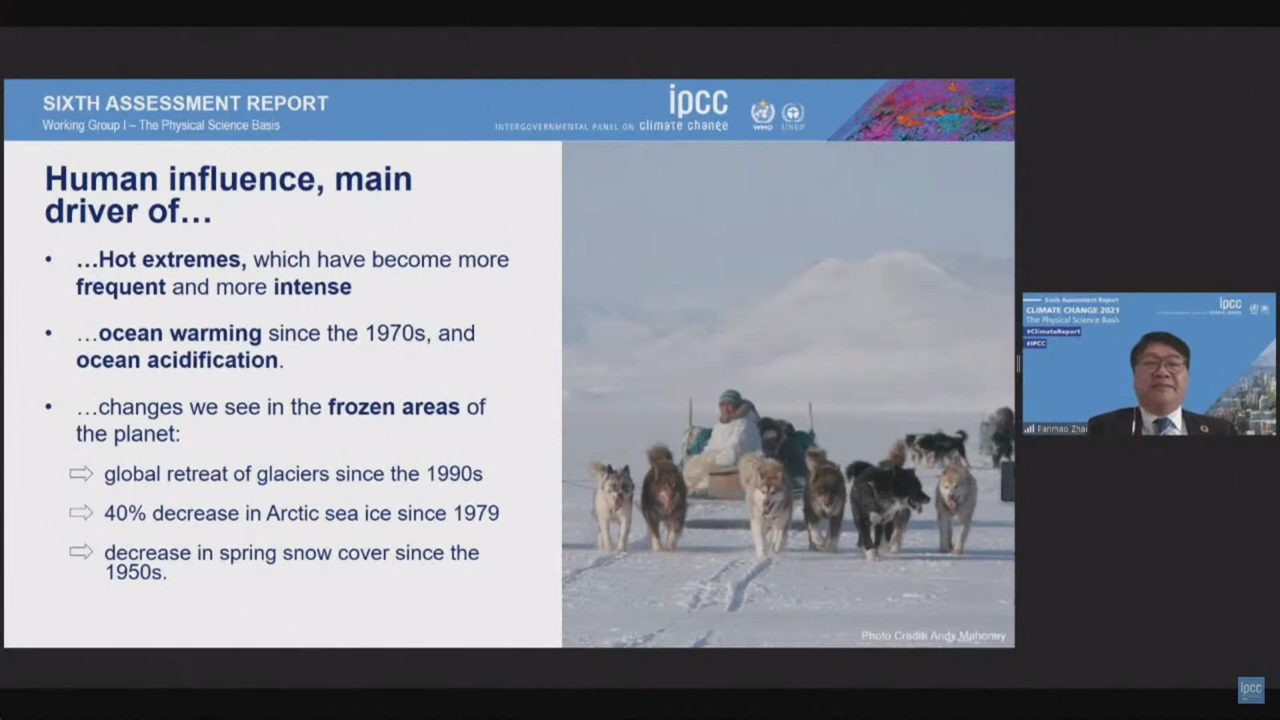 SIXTH ASSESSMENT REPORT
Working Group I – The Physical Science Basis
ipcc
INTERGOVERNMENTAL PANEL ON climate change
WMO
UNEP
Human influence, main
driver of…
• …Hot extremes, which have become more
frequent and more intense
• …ocean warming since the 1970s, and
ocean acidification.
• …changes we see in the frozen areas of
the planet:
⇨ global retreat of glaciers since the 1990s
⇨ 40% decrease in Arctic sea ice since 1979
⇨ decrease in spring snow cover since the
1950s.
Photo Credit: Andy Mahoney
Sixth Assessment Report
CLIMATE CHANGE 2021
The Physical Science Basis
#ClimateReport
#IPCC
ipcc
Panmao Zhai
ipcc